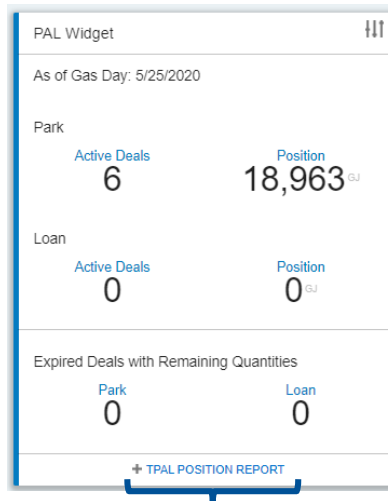 PAL Widget
As of Gas Day: 5/25/2020
Park
Active Deals Position
6 18,963 GJ
Loan
Active Deals Position
0 0 GJ
Expired Deals with Remaining Quantities
Park Loan
0 0
+ TPAL POSITION REPORT